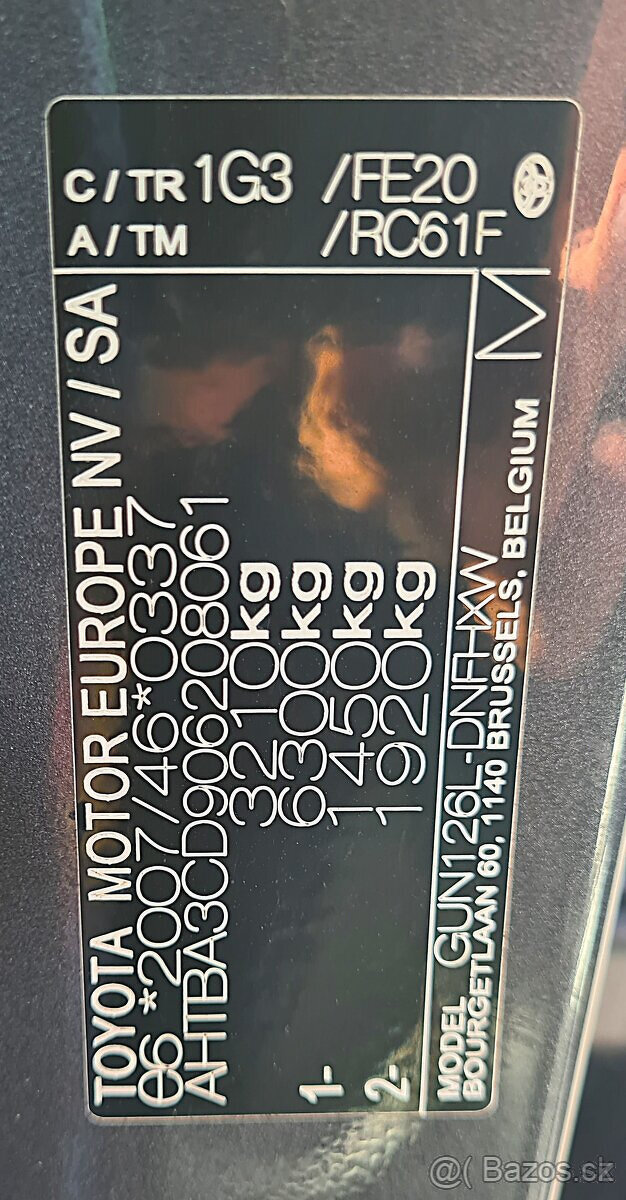 C/TR 1G3 /FE20
A/TM /RC61F
TOYOTA MOTOR EUROPE NV/SA
e6 *2007/46*0337
AHTBA3CD906208061
3210kg
6300kg
1- 1450kg
2- 1920kg
MODEL GUN126L-DNFHXW M
BOURGETLAAN 60, 1140 BRUSSELS, BELGIUM
@( Bazos.sk